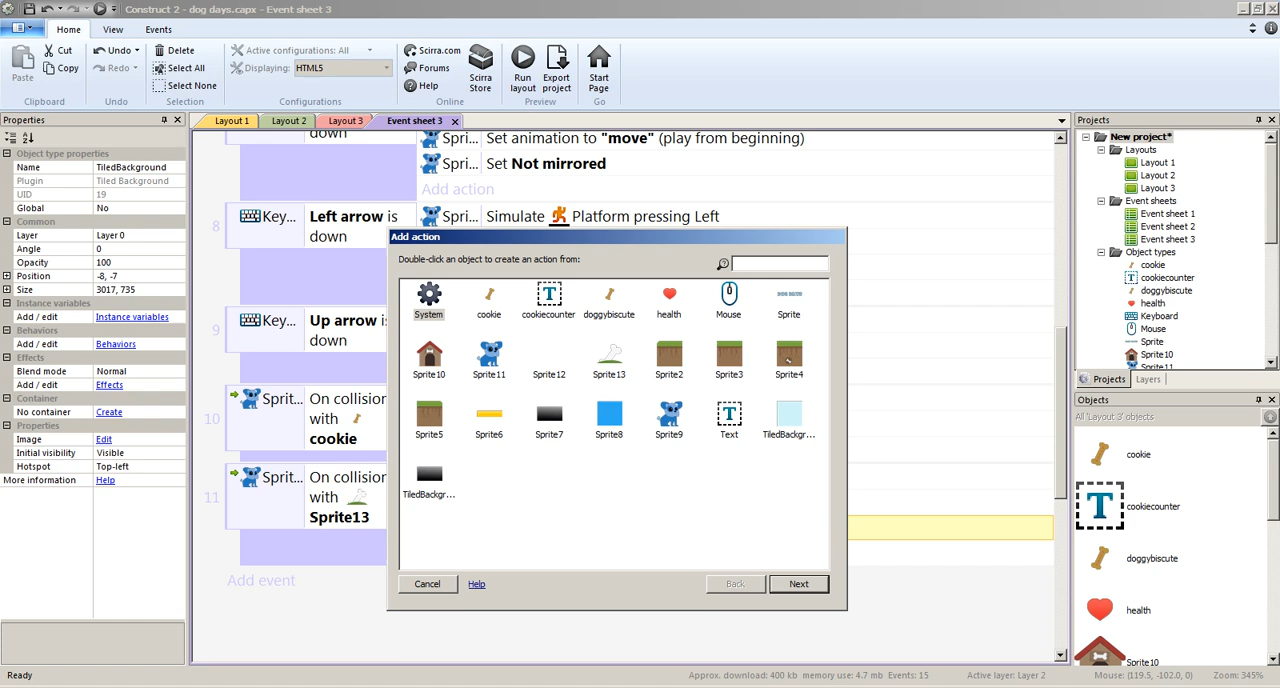 Construct 2 - dog days.capx - Event sheet 3
Home View Events
Paste
Cut
Copy
Clipboard
Undo
Redo
Undo
Delete
Select All
Select None
Selection
Active configurations: All
Displaying: HTML5
Configurations
Scirra.com
Forums
Help
Scirra Store
Online
Run layout
Export project
Preview
Start Page
Go
Properties
Object type properties
Name TiledBackground
Plugin Tiled Background
UID 19
Global No
Common
Layer Layer 0
Angle 0
Opacity 100
Position -8, -7
Size 3017, 735
Instance variables
Add / edit Instance variables
Behaviors
Add / edit Behaviors
Effects
Blend mode Normal
Add / edit Effects
Container
No container Create
Properties
Image Edit
Initial visibility Visible
Hotspot Top-left
More information Help
Layout 1 Layout 2 Layout 3 Event sheet 3
down
Spri... Set animation to "move" (play from beginning)
Spri... Set Not mirrored
Add action
8 Key... Left arrow is down
Spri... Simulate Platform pressing Left
9 Key... Up arrow is down
10 Sprit... On collision with cookie
11 Sprit... On collision with Sprite13
Add event
Add action
Double-click an object to create an action from:
System cookie cookiecounter doggybiscute health Mouse Sprite
Sprite10 Sprite11 Sprite12 Sprite13 Sprite2 Sprite3 Sprite4
Sprite5 Sprite6 Sprite7 Sprite8 Sprite9 Text TiledBackgr...
TiledBackgr...
Cancel Help Back Next
Projects
New project*
Layouts
Layout 1
Layout 2
Layout 3
Event sheets
Event sheet 1
Event sheet 2
Event sheet 3
Object types
cookie
cookiecounter
doggybiscute
health
Keyboard
Mouse
Sprite
Sprite10
Sprite11
Projects Layers
Objects
All 'Layout 3' objects
cookie
cookiecounter
doggybiscute
health
Sprite10
Ready
Approx. download: 400 kb memory use: 4.7 mb Events: 15
Active layer: Layer 2
Mouse: (119.5, -102.0, 0)
Zoom: 345%